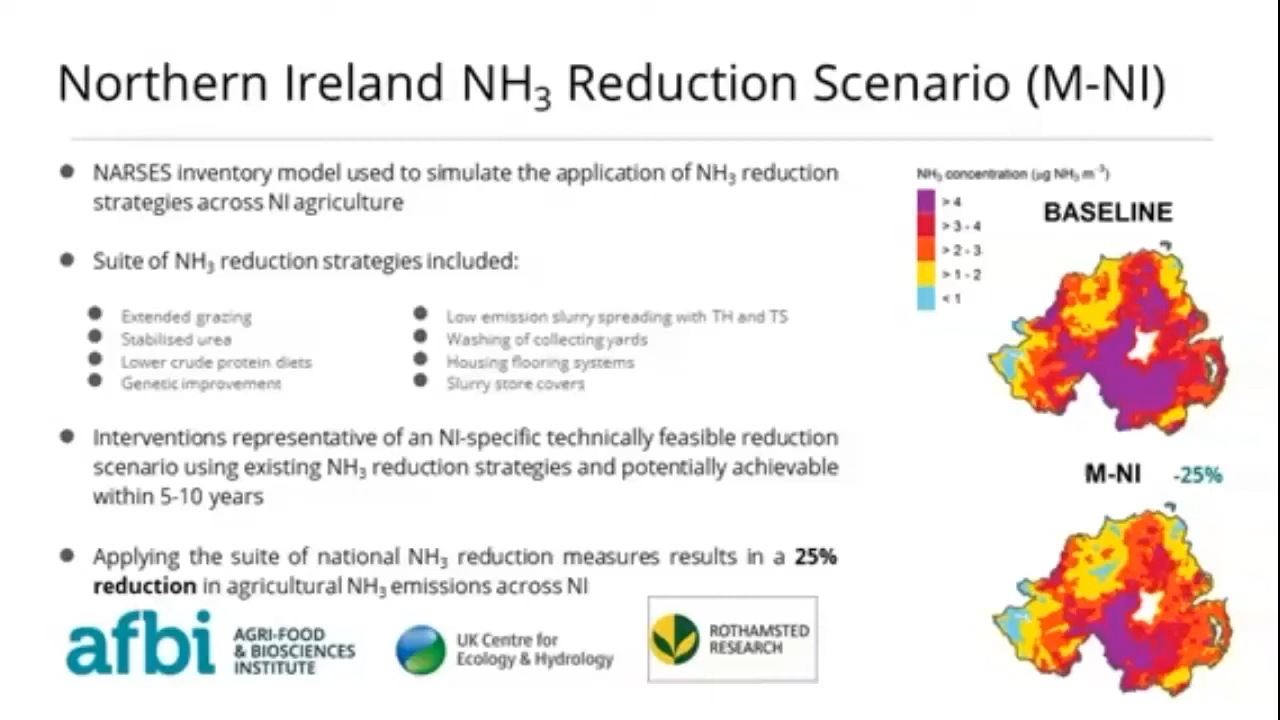 Northern Ireland NH₃ Reduction Scenario (M-NI)
● NARSES inventory model used to simulate the application of NH₃ reduction
strategies across NI agriculture
● Suite of NH₃ reduction strategies included:
● Extended grazing
● Stabilised urea
● Lower crude protein diets
● Genetic improvement
● Low emission slurry spreading with TH and TS
● Washing of collecting yards
● Housing flooring systems
● Slurry store covers
● Interventions representative of an NI-specific technically feasible reduction
scenario using existing NH₃ reduction strategies and potentially achievable
within 5-10 years
● Applying the suite of national NH₃ reduction measures results in a 25%
reduction in agricultural NH₃ emissions across NI
NH₃ concentration (µg NH₃ m⁻³)
> 4
> 3 - 4
> 2 - 3
> 1 - 2
< 1
BASELINE
M-NI -25%
afbi
AGRI-FOOD
& BIOSCIENCES
INSTITUTE
UK Centre for
Ecology & Hydrology
ROTHAMSTED
RESEARCH